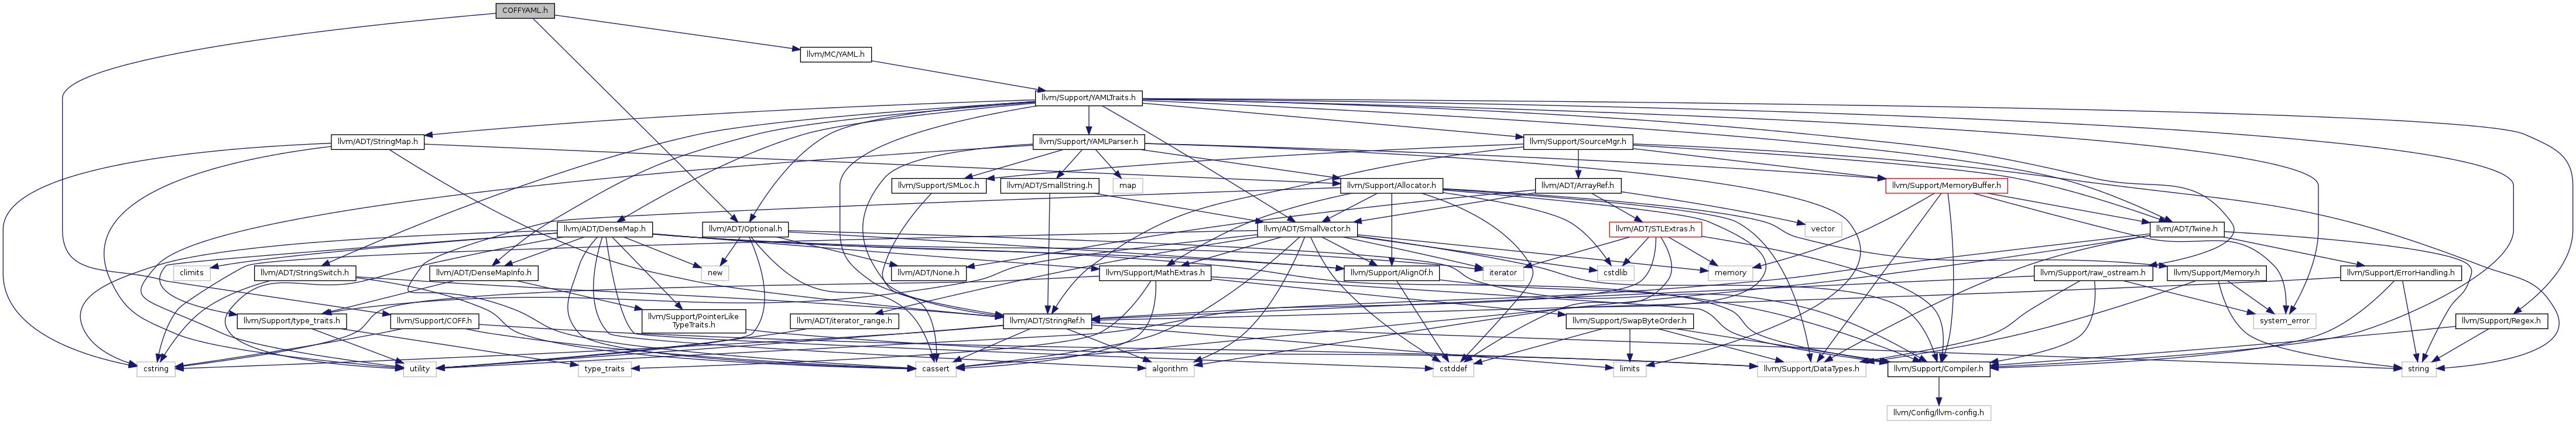 COFFYAML.h
llvm/MC/YAML.h
llvm/Support/YAMLTraits.h
llvm/ADT/StringMap.h
llvm/Support/YAMLParser.h
llvm/Support/SourceMgr.h
llvm/Support/SMLoc.h
llvm/ADT/SmallString.h
map
llvm/Support/Allocator.h
llvm/ADT/ArrayRef.h
llvm/Support/MemoryBuffer.h
llvm/ADT/DenseMap.h
llvm/ADT/Optional.h
llvm/ADT/SmallVector.h
llvm/ADT/STLExtras.h
vector
llvm/ADT/Twine.h
climits
llvm/ADT/StringSwitch.h
llvm/ADT/DenseMapInfo.h
new
llvm/ADT/None.h
llvm/Support/MathExtras.h
llvm/Support/AlignOf.h
iterator
cstdlib
memory
llvm/Support/raw_ostream.h
llvm/Support/Memory.h
llvm/Support/ErrorHandling.h
llvm/Support/type_traits.h
llvm/Support/COFF.h
llvm/Support/PointerLike
TypeTraits.h
llvm/ADT/iterator_range.h
llvm/ADT/StringRef.h
llvm/Support/SwapByteOrder.h
system_error
llvm/Support/Regex.h
cstring
utility
type_traits
cassert
algorithm
cstddef
limits
llvm/Support/DataTypes.h
llvm/Support/Compiler.h
string
llvm/Config/llvm-config.h